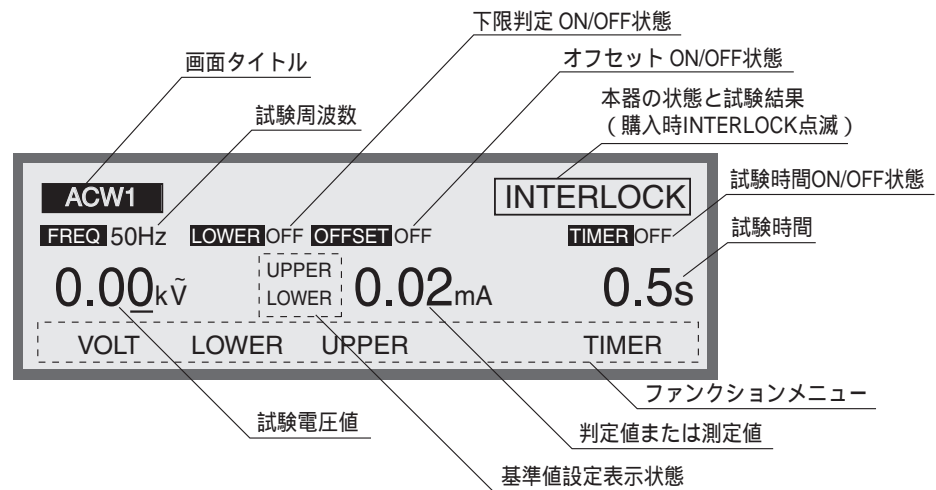 下限判定 ON/OFF状態
画面タイトル
オフセット ON/OFF状態
試験周波数
本器の状態と試験結果
(購入時INTERLOCK点滅)
試験時間ON/OFF状態
試験時間
ACW1
INTERLOCK
FREQ 50Hz LOWER OFF OFFSET OFF TIMER OFF
UPPER
LOWER
0.00kṼ 0.02mA 0.5s
VOLT LOWER UPPER TIMER
ファンクションメニュー
試験電圧値
判定値または測定値
基準値設定表示状態